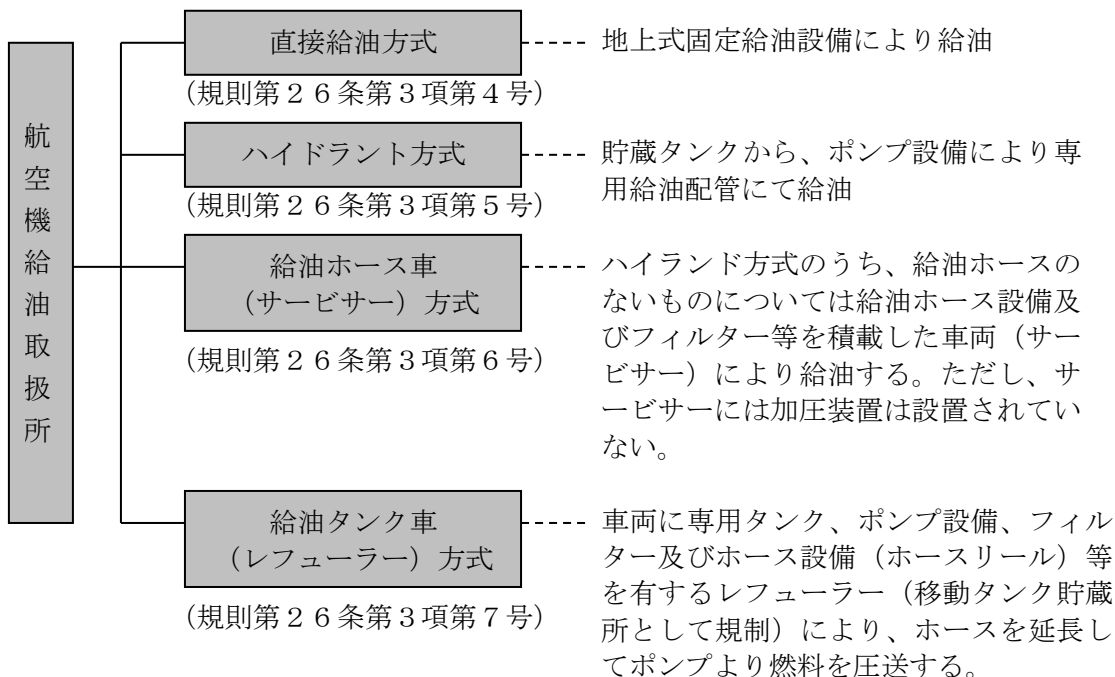 航空機給油取扱所
直接給油方式
地上式固定給油設備により給油
(規則第26条第3項第4号)
ハイドラント方式
貯蔵タンクから、ポンプ設備により専
用給油配管にて給油
(規則第26条第3項第5号)
給油ホース車
(サービサー)方式
ハイランド方式のうち、給油ホースの
ないものについては給油ホース設備及
びフィルター等を積載した車両(サー
ビサー)により給油する。ただし、サ
ービサーには加圧装置は設置されてい
ない。
(規則第26条第3項第6号)
給油タンク車
(レフューラー)方式
車両に専用タンク、ポンプ設備、フィル
ター及びホース設備(ホースリール)等
を有するレフューラー(移動タンク貯蔵
所として規制)により、ホースを延長し
てポンプより燃料を圧送する。
(規則第26条第3項第7号)